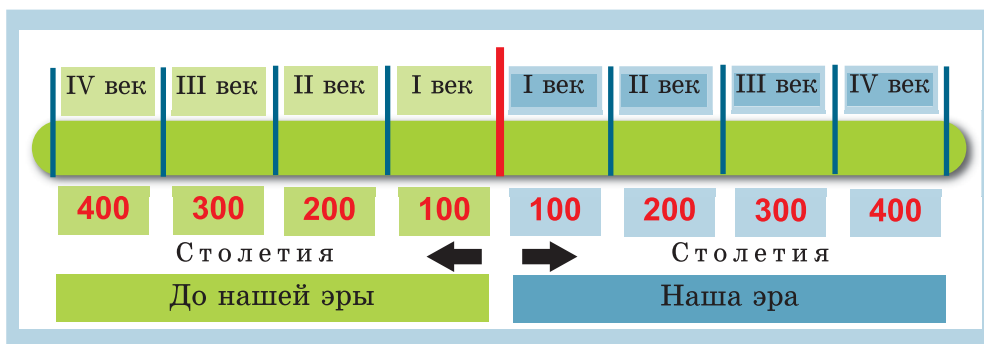 IV век III век II век I век I век II век III век IV век
400 300 200 100 100 200 300 400
Столетия Столетия
До нашей эры Наша эра